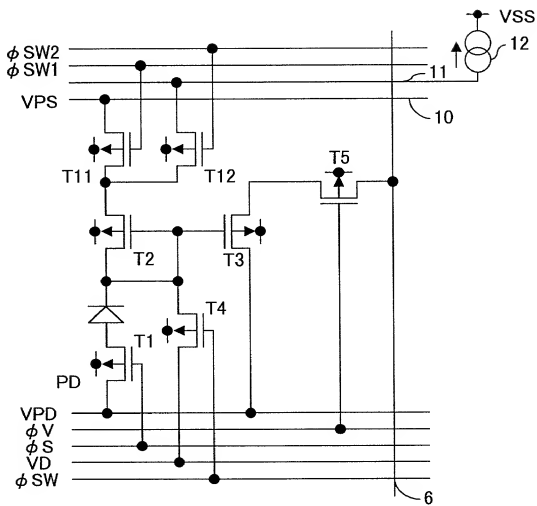 VSS
12
φSW2
φSW1
11
VPS
10
T11
T12
T5
T2
T3
T4
T1
PD
VPD
φV
φS
VD
φSW
6